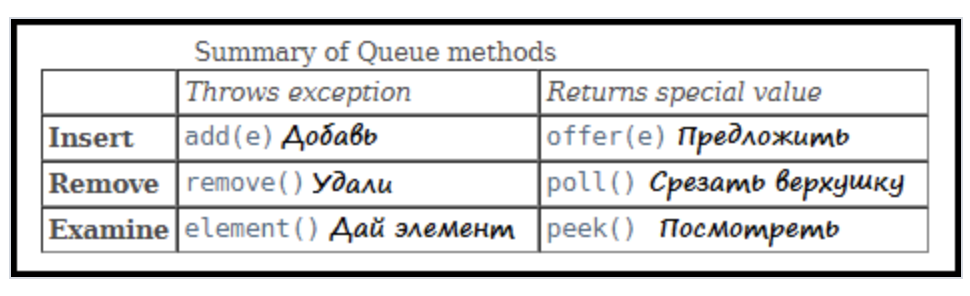 Summary of Queue methods
Throws exception Returns special value
Insert add(e) Добавь offer(e) Предложить
Remove remove() Удали poll() Срезать верхушку
Examine element() Дай элемент peek() Посмотреть